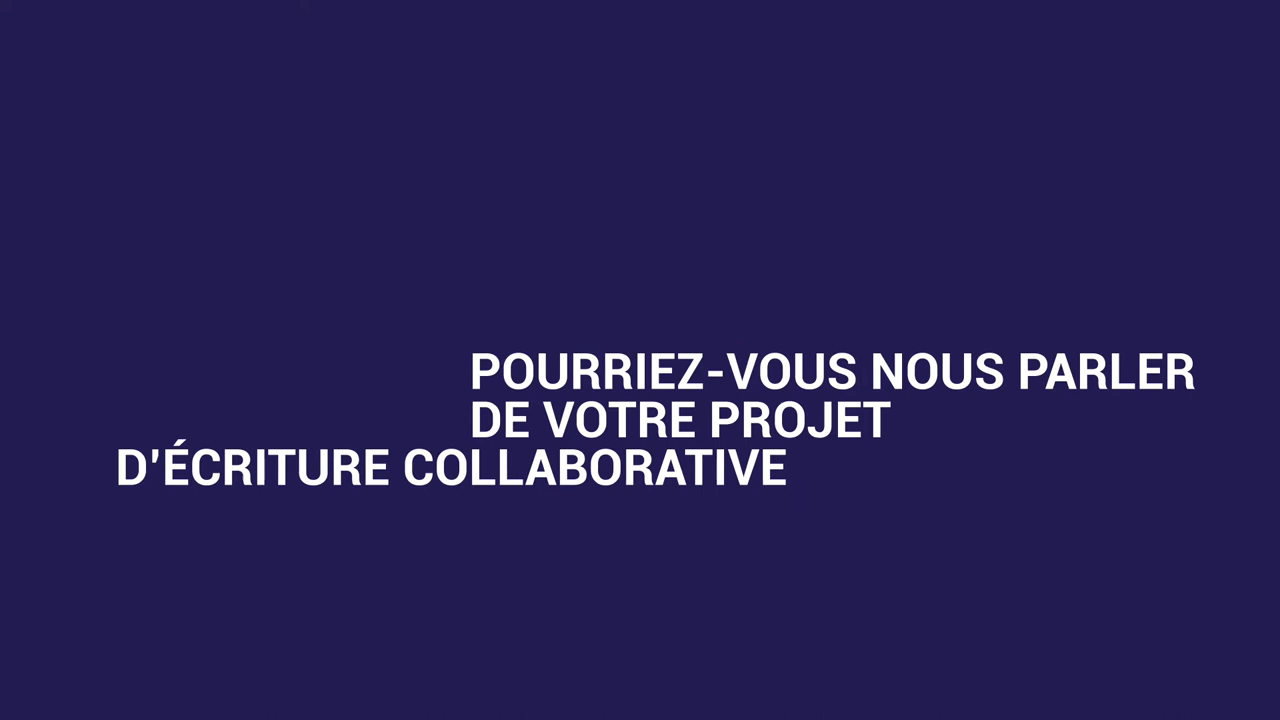 POURRIEZ-VOUS NOUS PARLER
DE VOTRE PROJET
D'ÉCRITURE COLLABORATIVE